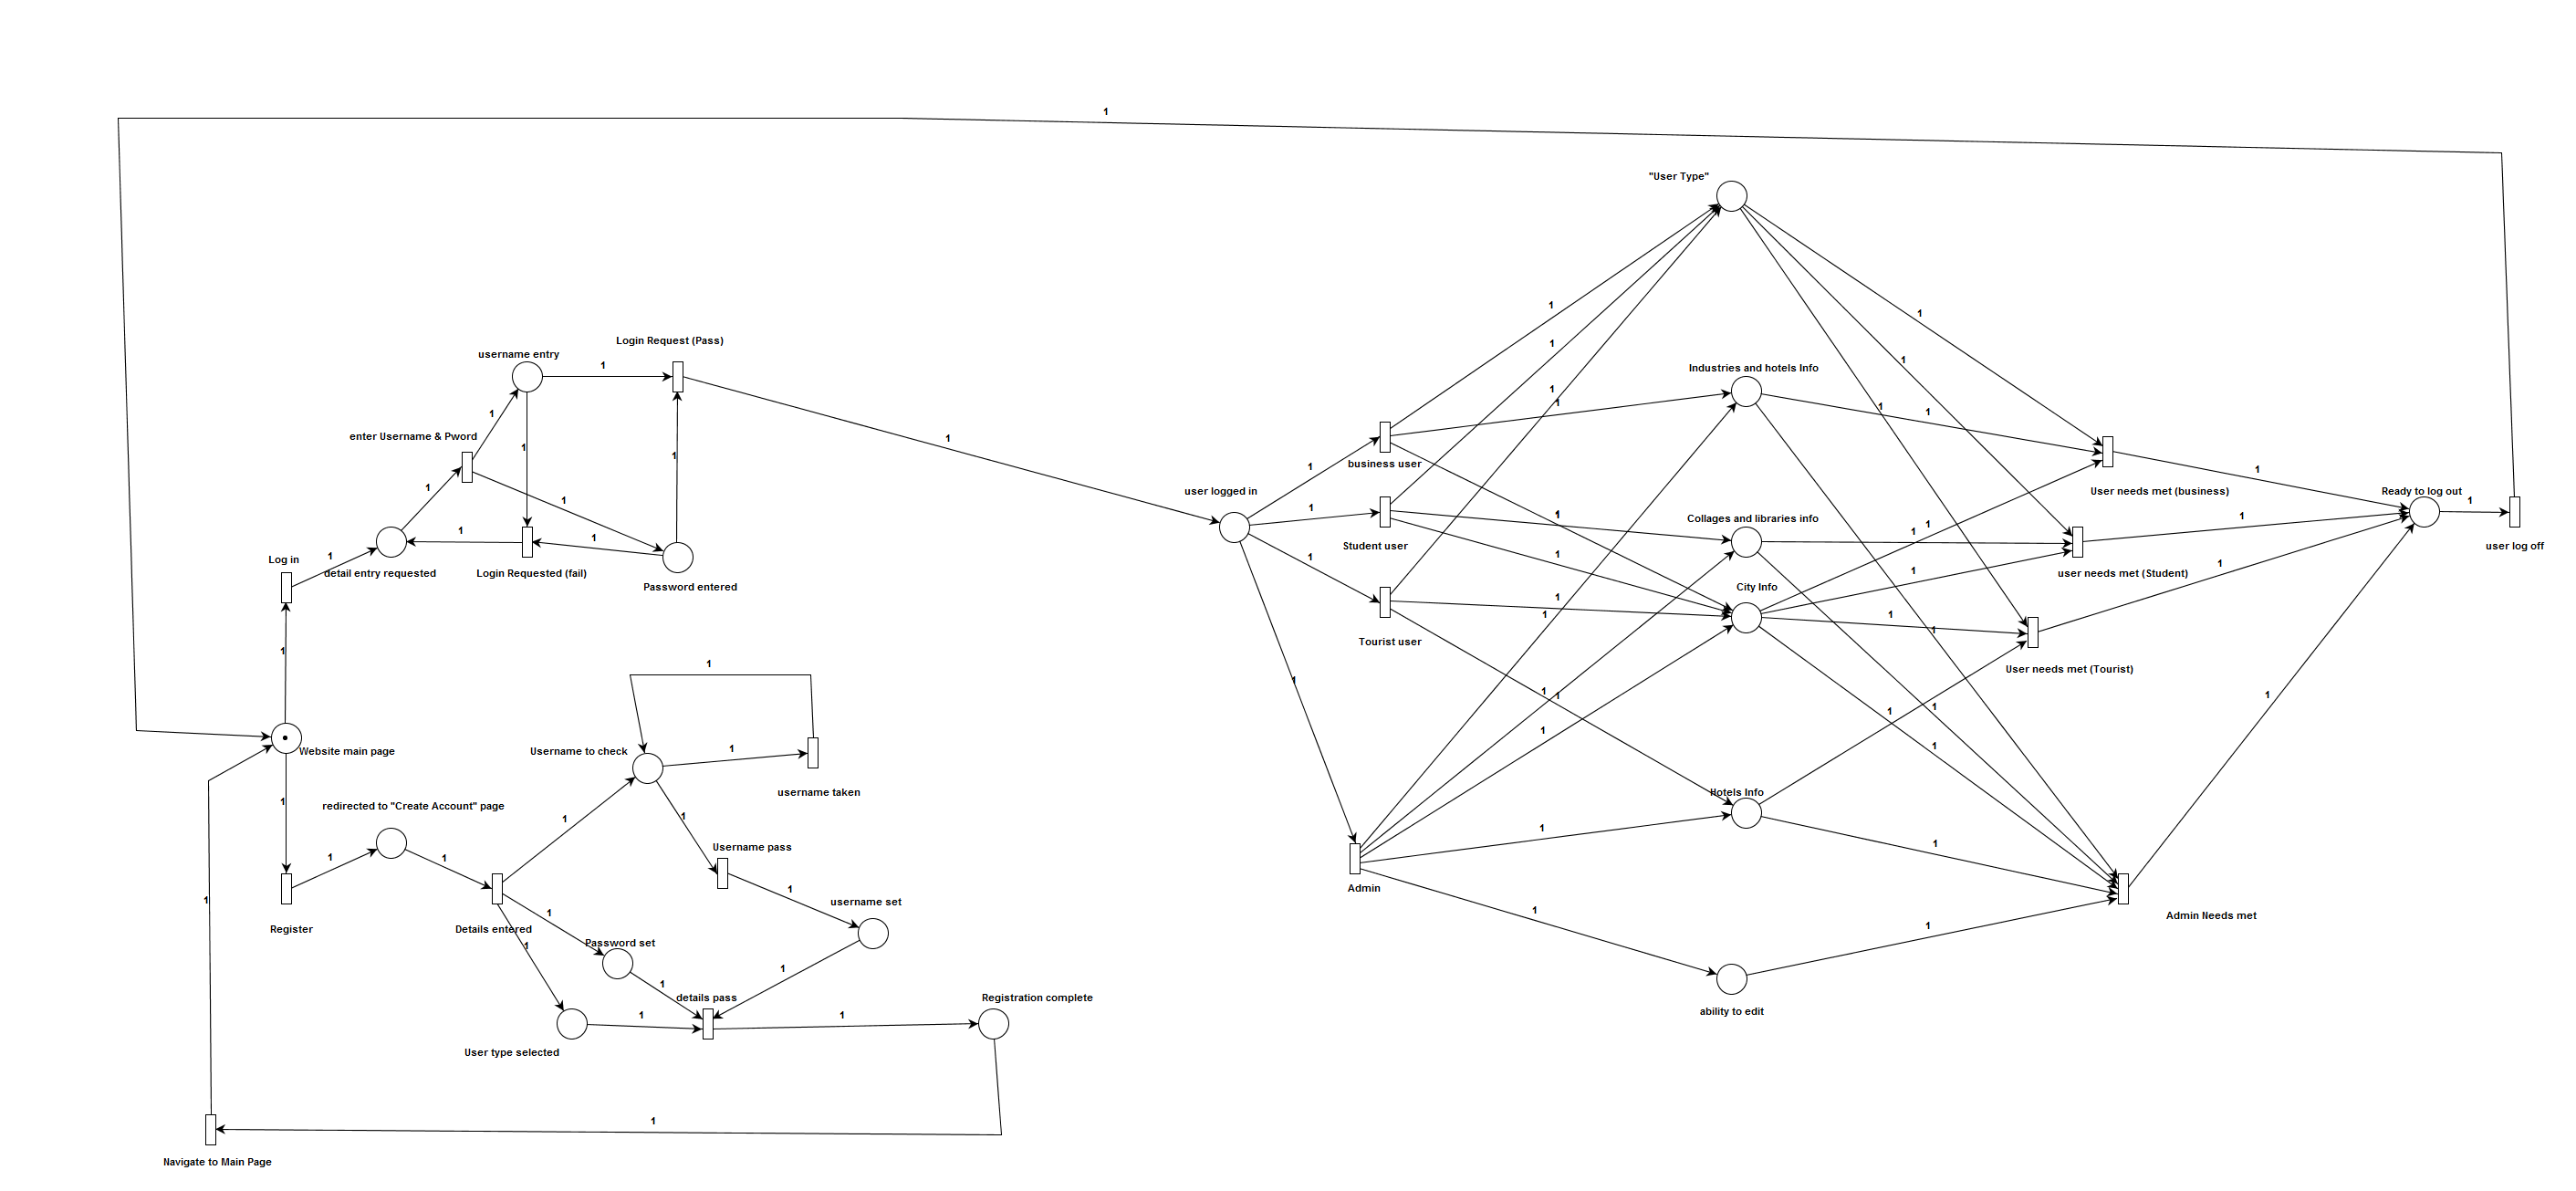 1
"User Type"
1
1
Login Request (Pass)
username entry
1
1
1
Industries and hotels Info
1
1
1
1
1
enter Username & Pword
1
1
1
1
business user
1
1
1
user logged in
User needs met (business)
Ready to log out
1
1
1
1
1
Collages and libraries info
1
1
1
1
1
Student user
user log off
Log in
1
1
1
1
1
detail entry requested
Login Requested (fail)
user needs met (Student)
Password entered
City Info
1
1
1
1
Tourist user
1
1
User needs met (Tourist)
1
1
1
1
1
1
1
Website main page
Username to check
1
1
1
Hotels Info
username taken
1
redirected to "Create Account" page
1
1
1
Username pass
1
1
1
Admin
1
1
username set
1
1
Admin Needs met
Register
Details entered
1
1
Password set
1
1
details pass
Registration complete
1
1
ability to edit
User type selected
1
Navigate to Main Page